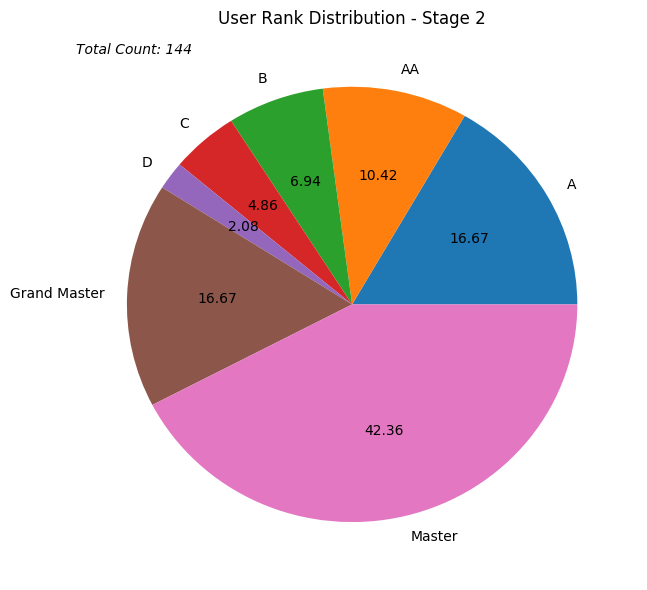 User Rank Distribution - Stage 2
Total Count: 144
AA
B
C
D
A
10.42
6.94
4.86
2.08
16.67
Grand Master
16.67
42.36
Master